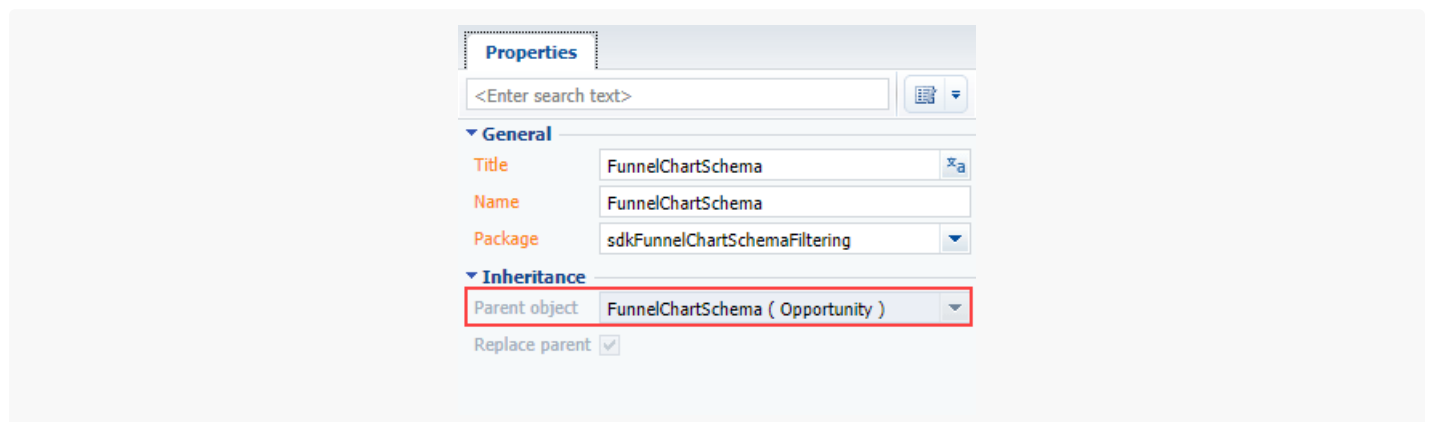 Properties
<Enter search text>
General
Title FunnelChartSchema
Name FunnelChartSchema
Package sdkFunnelChartSchemaFiltering
Inheritance
Parent object FunnelChartSchema ( Opportunity )
Replace parent